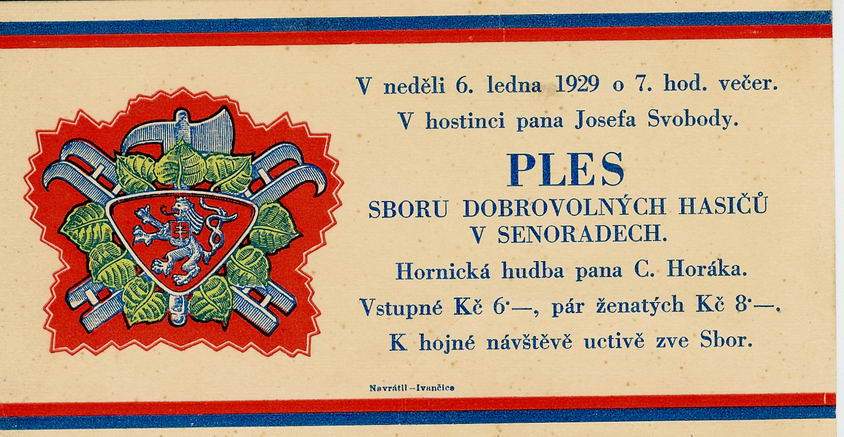 V neděli 6. ledna 1929 o 7. hod. večer.
V hostinci pana Josefa Svobody.
PLES
SBORU DOBROVOLNÝCH HASIČŮ
V SENORADECH.
Hornická hudba pana C. Horáka.
Vstupné Kč 6·—, pár ženatých Kč 8·—.
K hojné návštěvě uctivě zve Sbor.
Navrátil—Ivančice